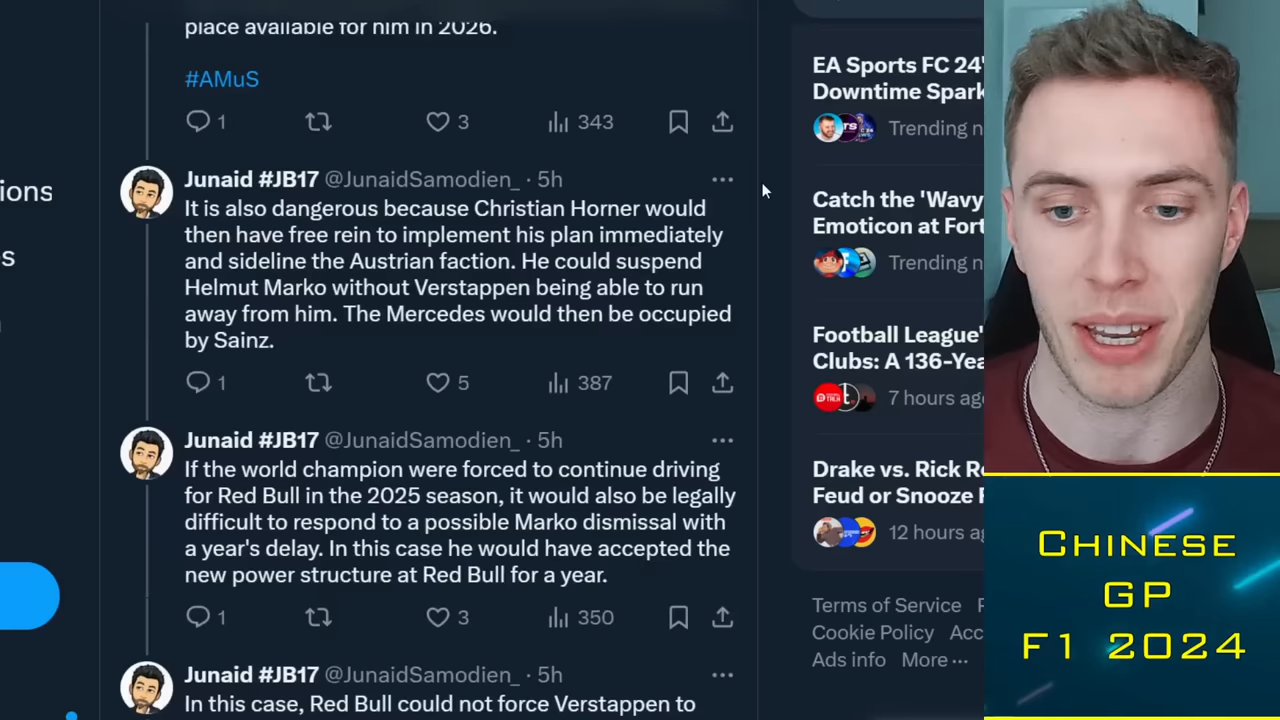 place available for him in 2026.
#AMuS
1
3
343
ions
s
Junaid #JB17 @JunaidSamodien_ · 5h
It is also dangerous because Christian Horner would
then have free rein to implement his plan immediately
and sideline the Austrian faction. He could suspend
Helmut Marko without Verstappen being able to run
away from him. The Mercedes would then be occupied
by Sainz.
1
5
387
Junaid #JB17 @JunaidSamodien_ · 5h
If the world champion were forced to continue driving
for Red Bull in the 2025 season, it would also be legally
difficult to respond to a possible Marko dismissal with
a year's delay. In this case he would have accepted the
new power structure at Red Bull for a year.
1
3
350
Junaid #JB17 @JunaidSamodien_ · 5h
In this case, Red Bull could not force Verstappen to
EA Sports FC 24'
Downtime Spark
Trending n
Catch the 'Wavy
Emoticon at Fort
Trending n
Football League'
Clubs: A 136-Yea
7 hours ag
Drake vs. Rick R
Feud or Snooze F
12 hours ag
Terms of Service
Cookie Policy Acc
Ads info More ···
CHINESE
GP
F1 2024